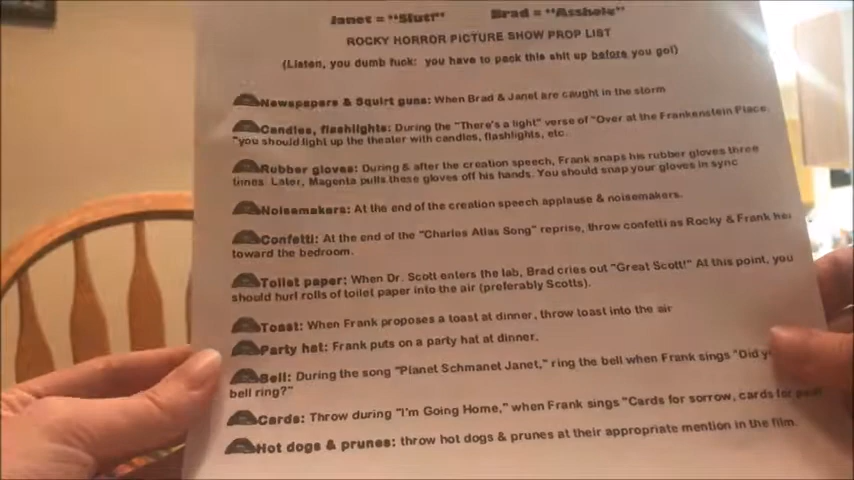 Janet = "Slut!" Brad = "Asshole!"
ROCKY HORROR PICTURE SHOW PROP LIST
(Listen, you dumb fuck: you have to pack this shit up before you go!)
Newspapers & Squirt guns: When Brad & Janet are caught in the storm
Candles, flashlights: During the "There's a light" verse of "Over at the Frankenstein Place,
"you should light up the theater with candles, flashlights, etc.
Rubber gloves: During & after the creation speech, Frank snaps his rubber gloves three
times. Later, Magenta pulls these gloves off his hands. You should snap your gloves in sync
Noisemakers: At the end of the creation speech applause & noisemakers.
Confetti: At the end of the "Charles Atlas Song" reprise, throw confetti as Rocky & Frank
toward the bedroom.
Toilet paper: When Dr. Scott enters the lab, Brad cries out "Great Scott!" At this point, you
should hurl rolls of toilet paper into the air (preferably Scotts).
Toast: When Frank proposes a toast at dinner, throw toast into the air
Party hat: Frank puts on a party hat at dinner.
Bell: During the song "Planet Schmanet Janet," ring the bell when Frank sings "Did
bell ring?"
Cards: Throw during "I'm Going Home," when Frank sings "Cards for sorrow, cards for
Hot dogs & prunes: throw hot dogs & prunes at their appropriate mention in the film.